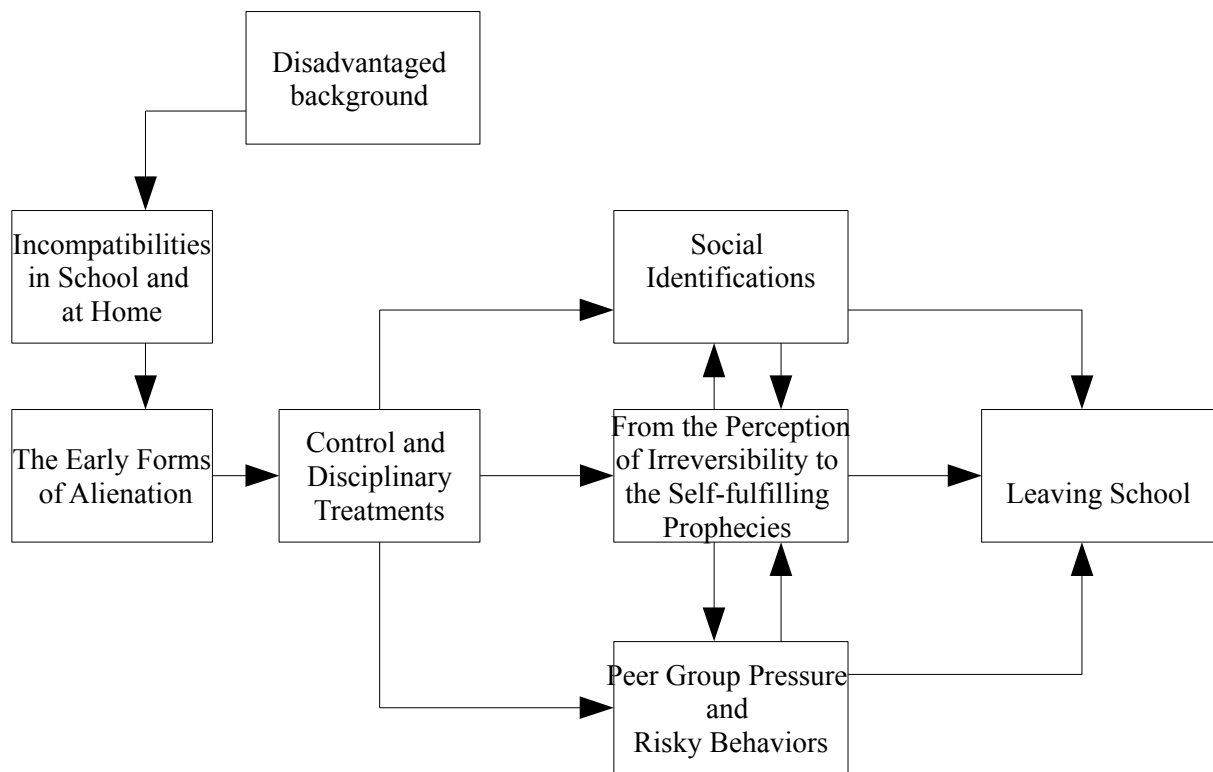 Disadvantaged
background
Incompatibilities
in School and
at Home
Social
Identifications
The Early Forms
of Alienation
Control and
Disciplinary
Treatments
From the Perception
of Irreversibility to
the Self-fulfilling
Prophecies
Leaving School
Peer Group Pressure
and
Risky Behaviors